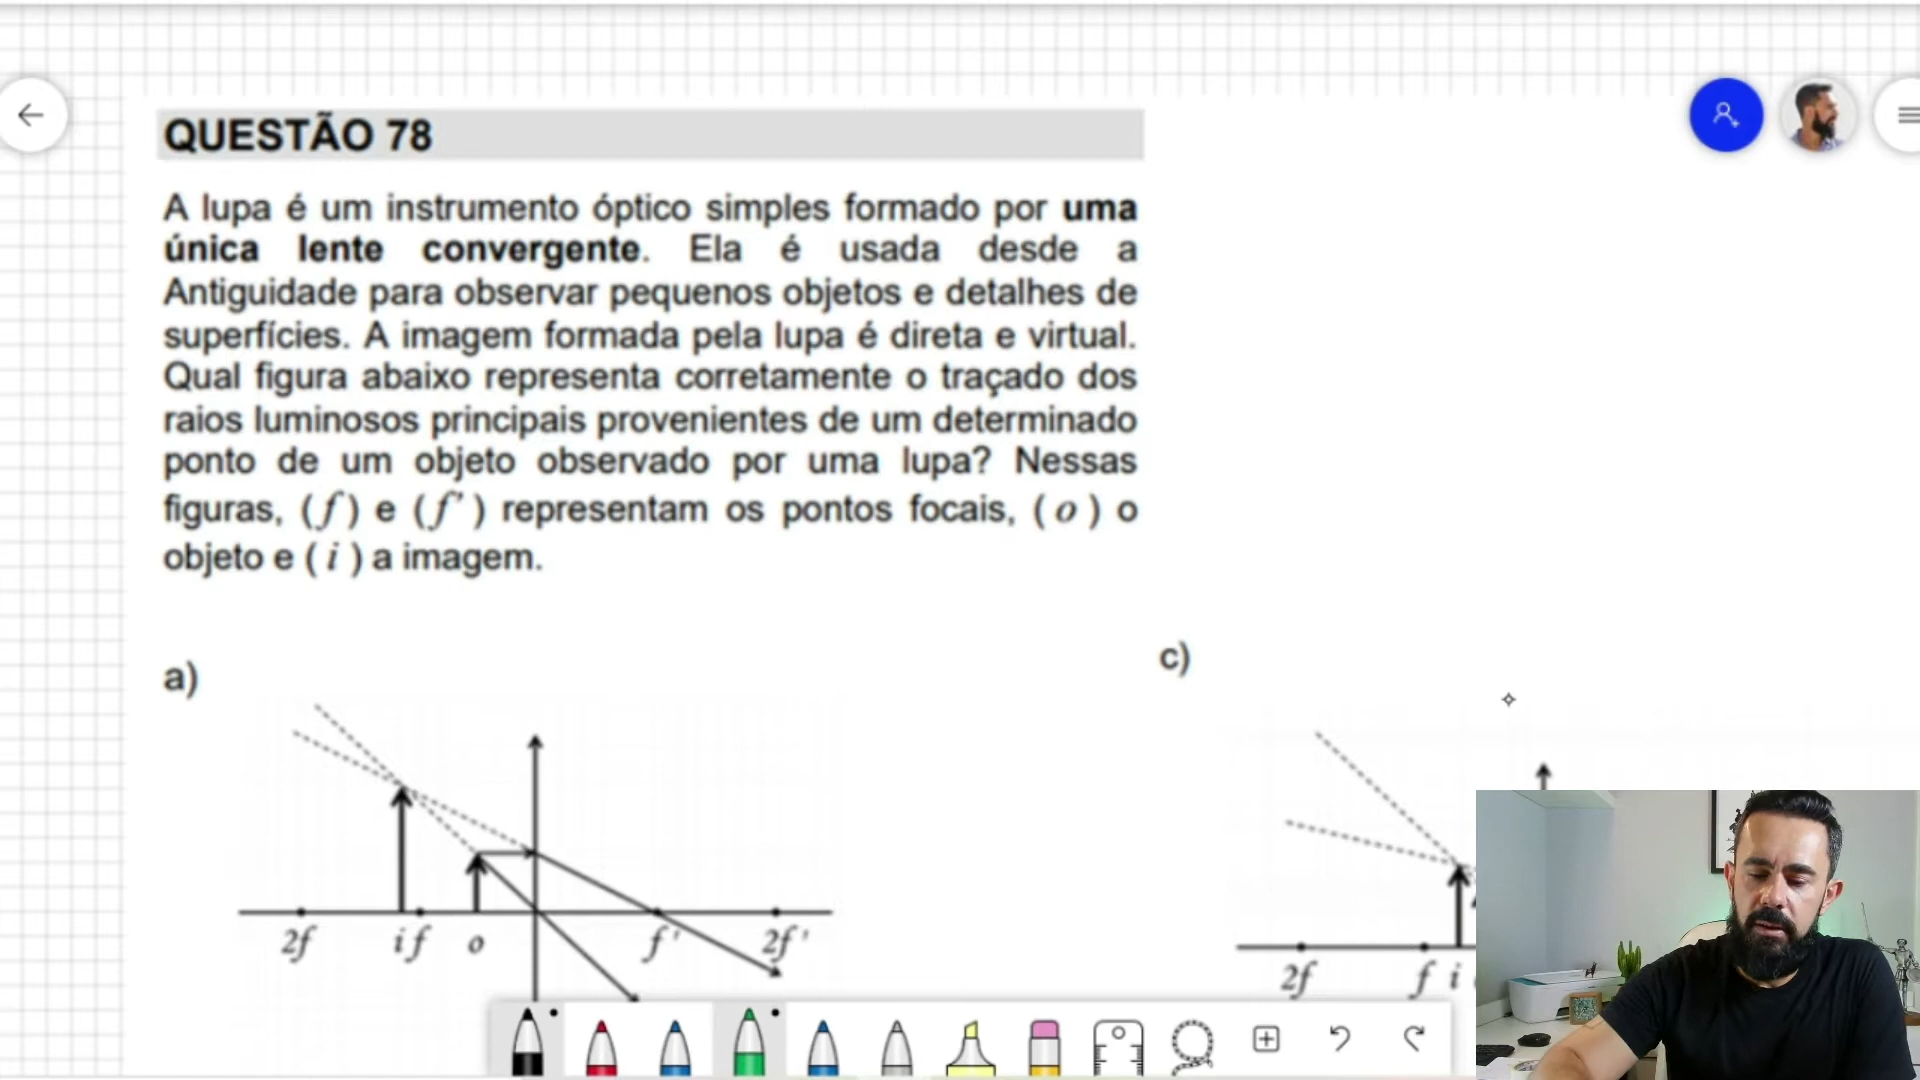 QUESTÃO 78
A lupa é um instrumento óptico simples formado por uma
única lente convergente. Ela é usada desde a
Antiguidade para observar pequenos objetos e detalhes de
superfícies. A imagem formada pela lupa é direta e virtual.
Qual figura abaixo representa corretamente o traçado dos
raios luminosos principais provenientes de um determinado
ponto de um objeto observado por uma lupa? Nessas
figuras, ( f ) e ( f' ) representam os pontos focais, ( o ) o
objeto e ( i ) a imagem.
a)
2f i f o f' 2f'
c)
2f f i